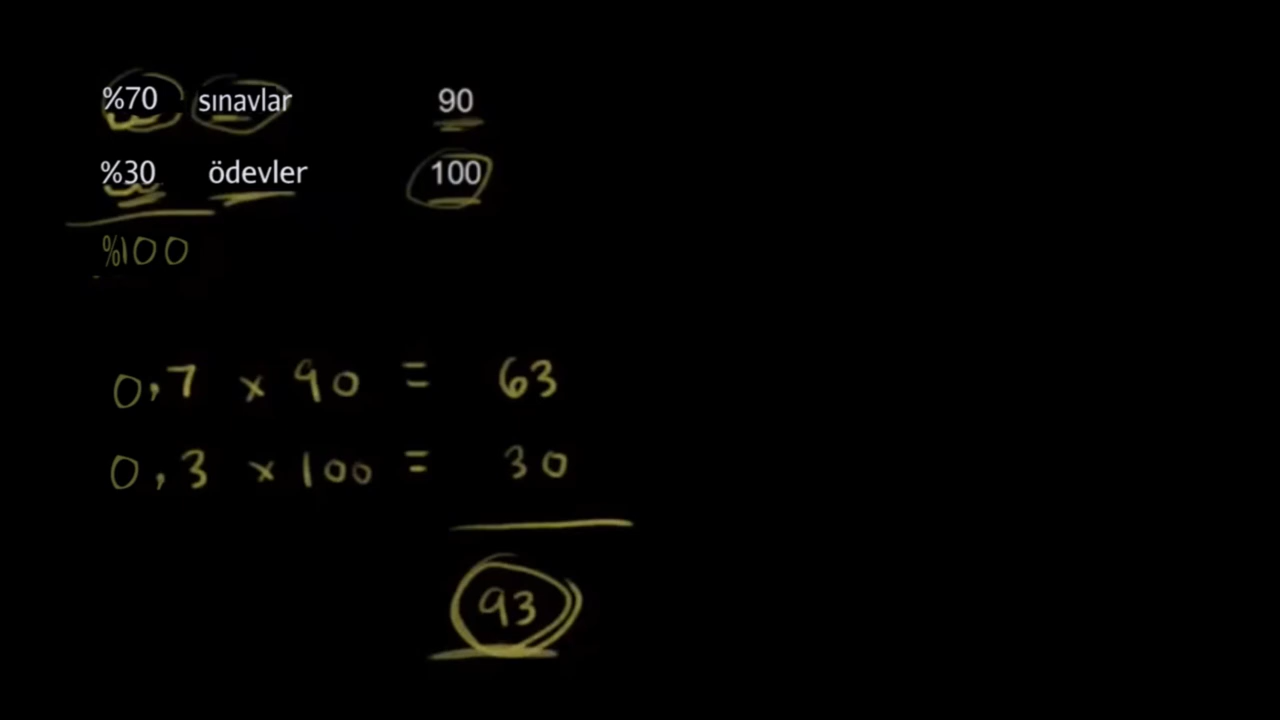 %70 sınavlar 90
%30 ödevler 100
%100
0,7 x 90 = 63
0,3 x 100 = 30
93